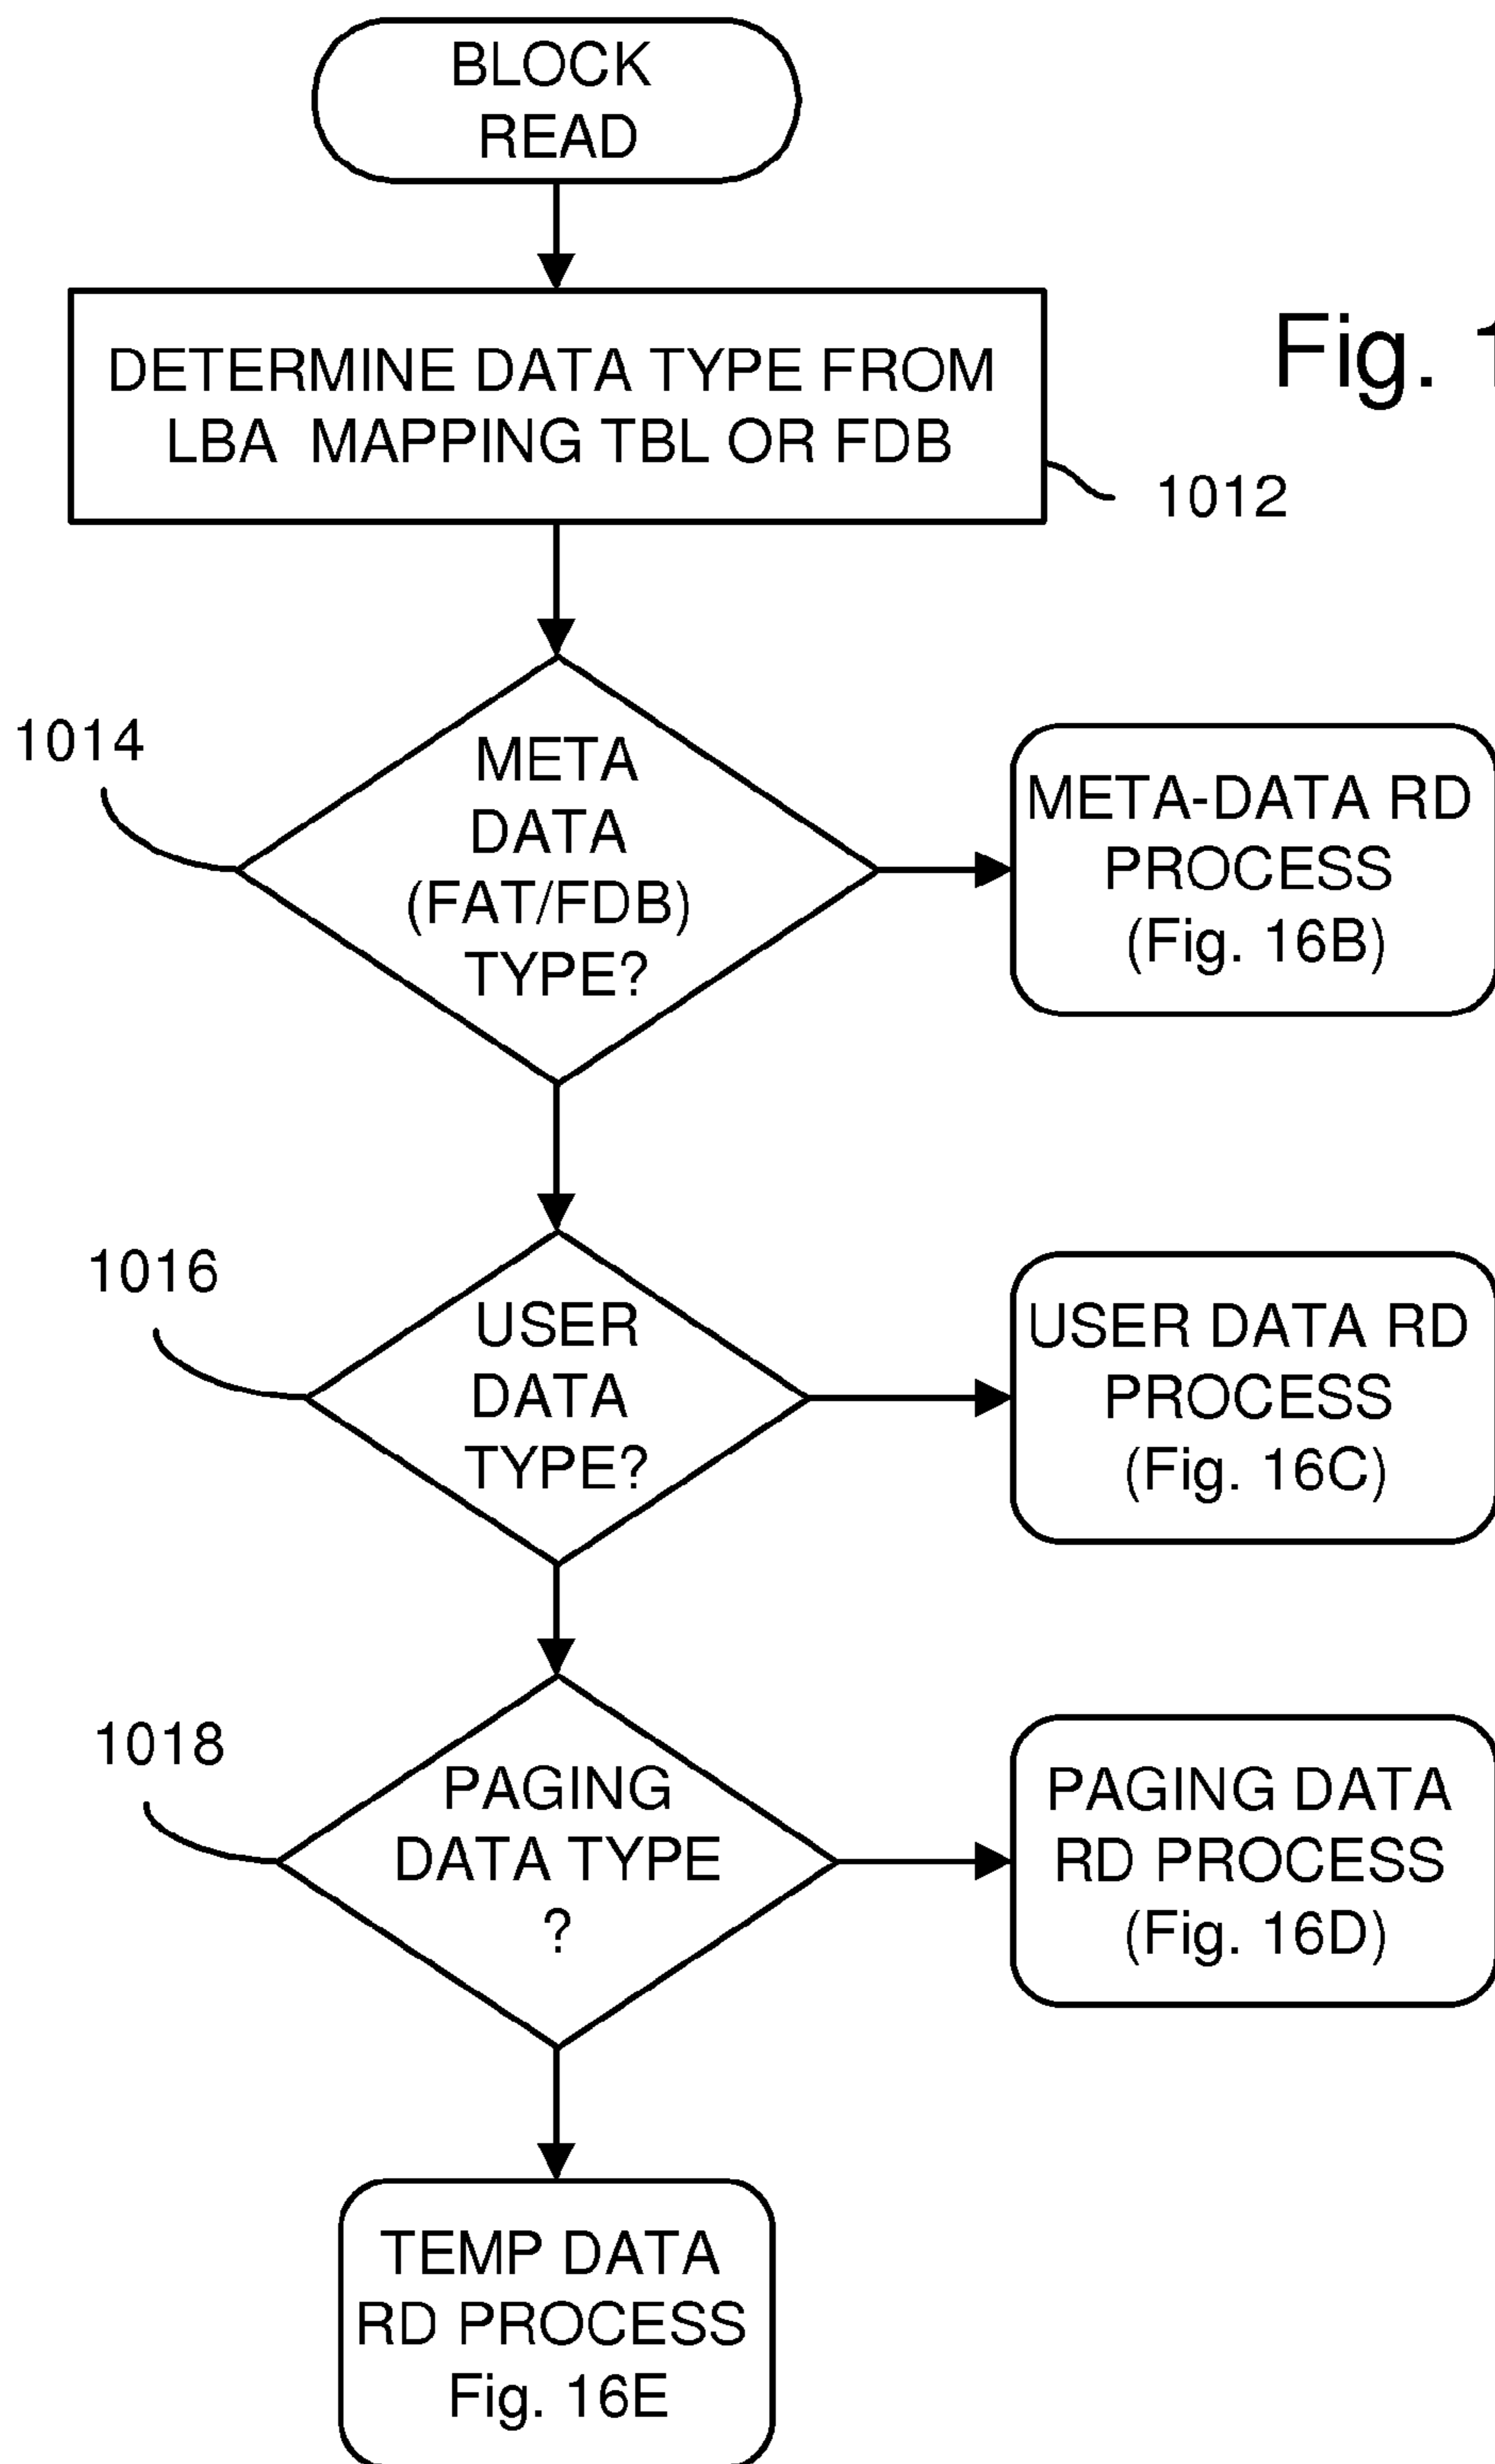 BLOCK
READ
DETERMINE DATA TYPE FROM
LBA MAPPING TBL OR FDB
Fig.
1012
1014
META
DATA
(FAT/FDB)
TYPE?
META-DATA RD
PROCESS
(Fig. 16B)
1016
USER
DATA
TYPE?
USER DATA RD
PROCESS
(Fig. 16C)
1018
PAGING
DATA TYPE
?
PAGING DATA
RD PROCESS
(Fig. 16D)
TEMP DATA
RD PROCESS
Fig. 16E